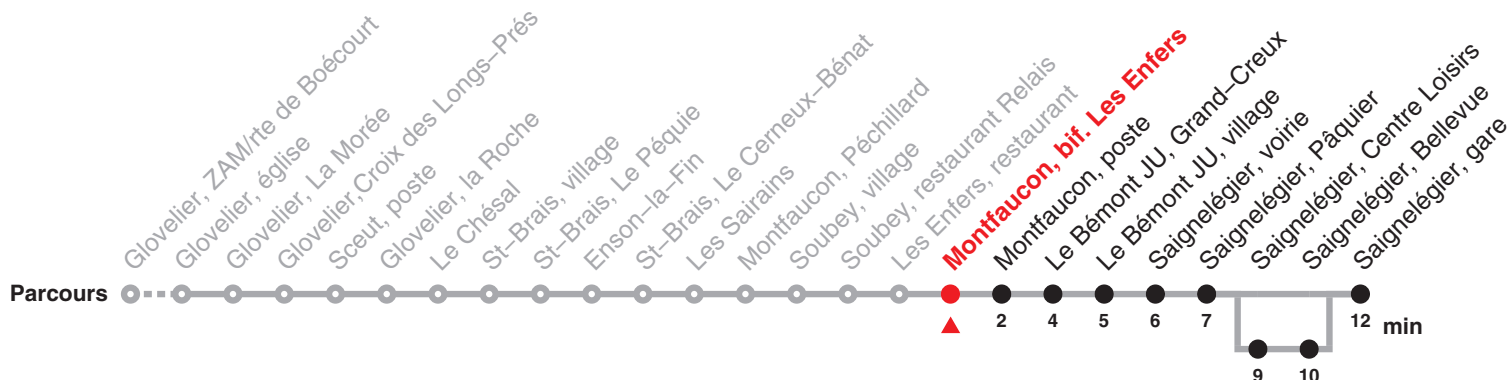 Glovelier, ZAM/rte de Boécourt
Glovelier, église
Glovelier, La Morée
Glovelier, Croix des Longs–Prés
Sceut, poste
Glovelier, la Roche
Le Chésal
St–Brais, village
St–Brais, Le Péquie
Enson–la–Fin
St–Brais, Le Cerneux–Bénat
Les Sairains
Montfaucon, Péchillard
Soubey, village
Soubey, restaurant Relais
Les Enfers, restaurant
Montfaucon, bif. Les Enfers
Montfaucon, poste
Le Bémont JU, Grand–Creux
Le Bémont JU, village
Saignelégier, voirie
Saignelégier, Pâquier
Saignelégier, Centre Loisirs
Saignelégier, Bellevue
Saignelégier, gare
Parcours
2 4 5 6 7 12 min
9 10